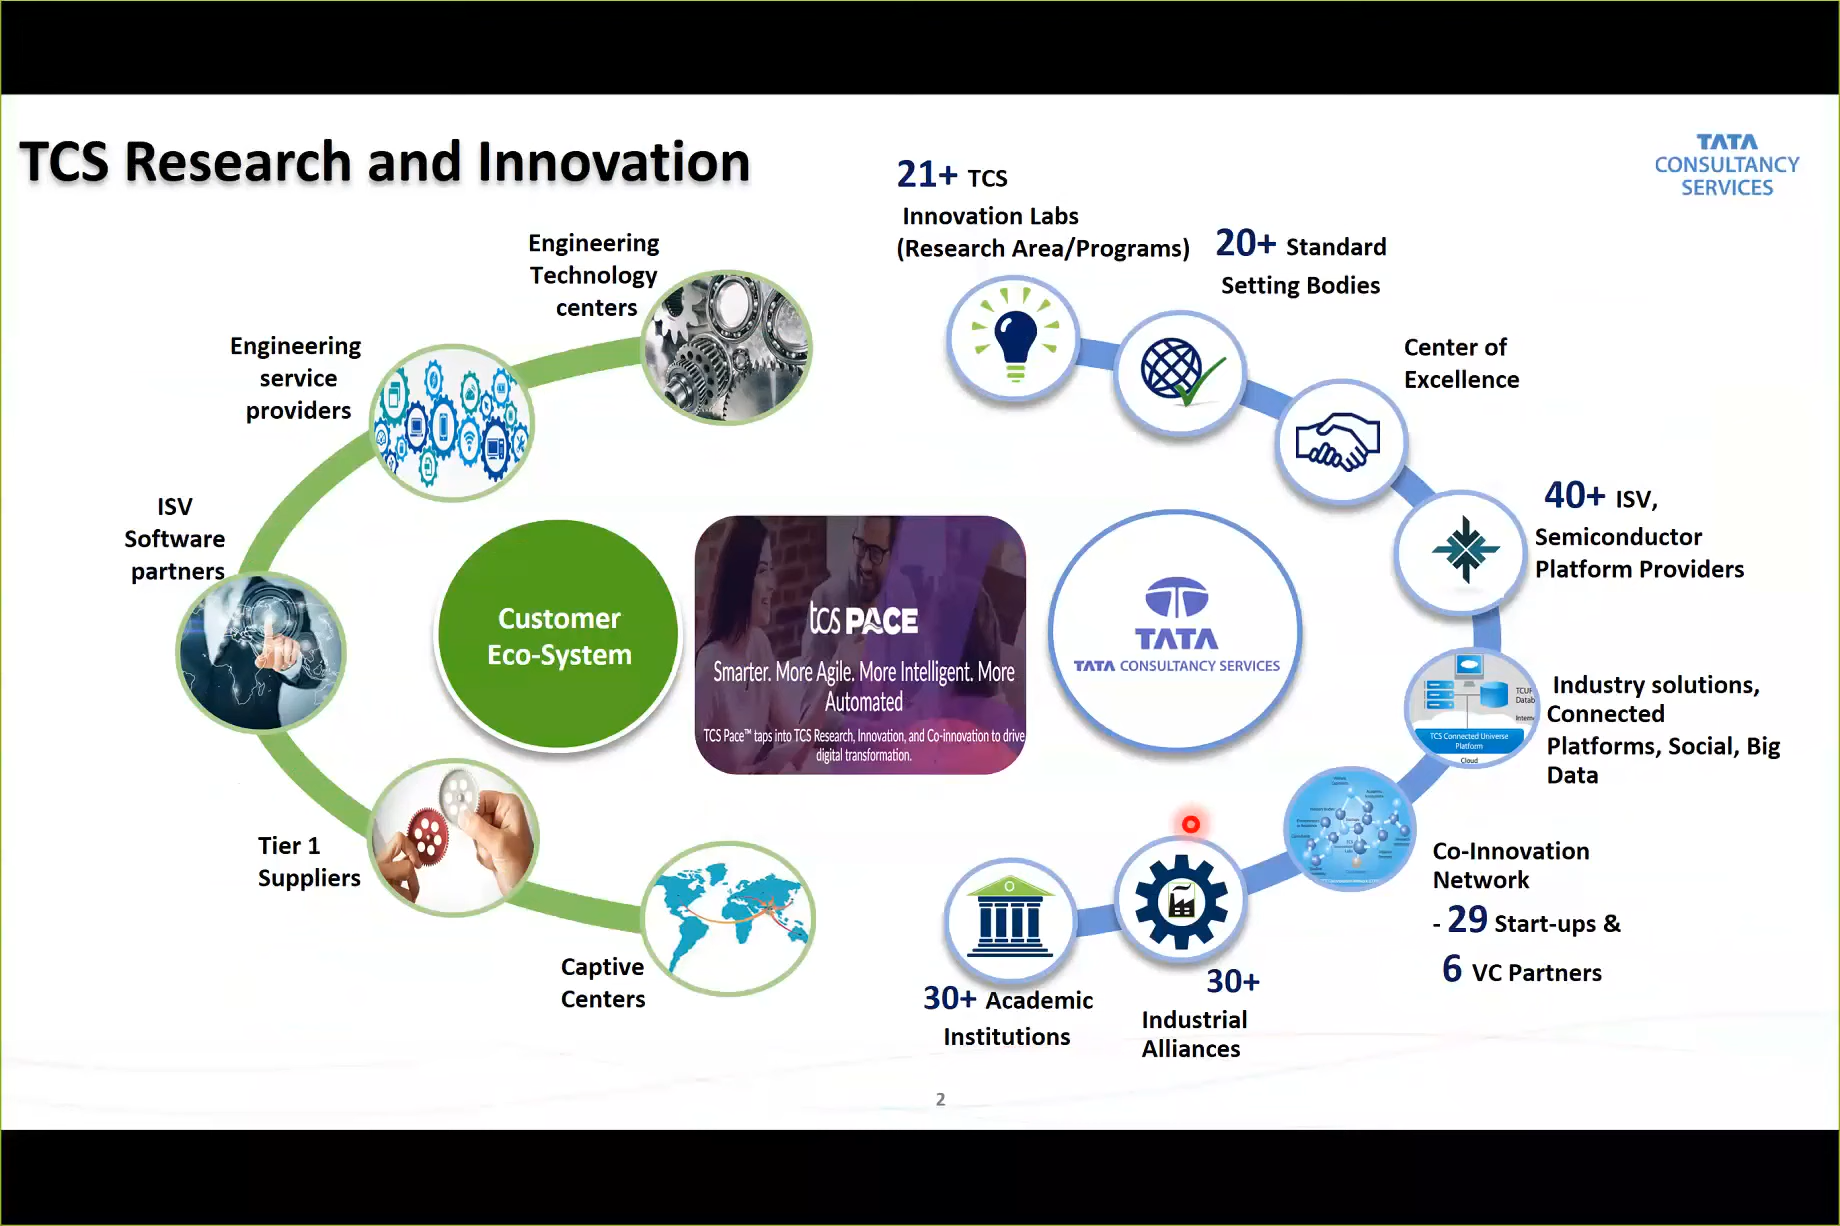 TCS Research and Innovation
TATA
CONSULTANCY
SERVICES
Engineering
Technology
centers
Engineering
service
providers
ISV
Software
partners
Tier 1
Suppliers
Captive
Centers
Customer
Eco-System
tcs PACE
Smarter. More Agile. More Intelligent. More
Automated
TCS Pace™ taps into TCS Research, Innovation, and Co-innovation to drive
digital transformation.
TATA
TATA CONSULTANCY SERVICES
21+ TCS
Innovation Labs
(Research Area/Programs)
20+ Standard
Setting Bodies
Center of
Excellence
40+ ISV,
Semiconductor
Platform Providers
TCS Connected Universe
Platform
Cloud
Industry solutions,
Connected
Platforms, Social, Big
Data
Co-Innovation
Network
- 29 Start-ups &
6 VC Partners
30+
Industrial
Alliances
30+ Academic
Institutions
2